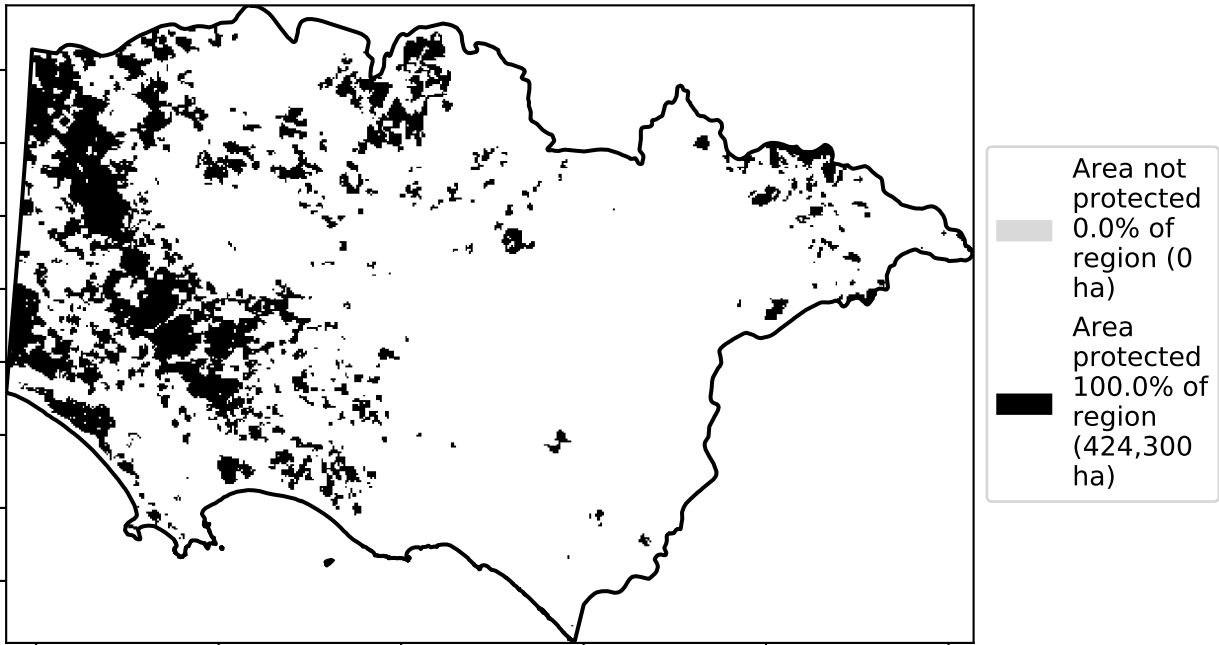 Area not
protected
0.0% of
region (0
ha)
Area
protected
100.0% of
region
(424,300
ha)